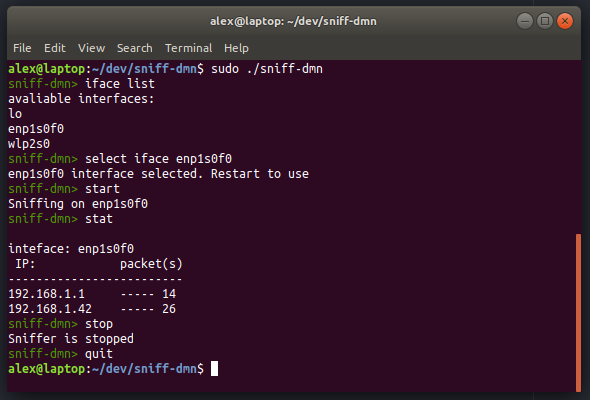 alex@laptop: ~/dev/sniff-dmn
File Edit View Search Terminal Help
alex@laptop:~/dev/sniff-dmn$ sudo ./sniff-dmn
sniff-dmn> iface list
avaliable interfaces:
lo
enp1s0f0
wlp2s0
sniff-dmn> select iface enp1s0f0
enp1s0f0 interface selected. Restart to use
sniff-dmn> start
Sniffing on enp1s0f0
sniff-dmn> stat
inteface: enp1s0f0
IP: packet(s)
-------------------------
192.168.1.1 ----- 14
192.168.1.42 ----- 26
sniff-dmn> stop
Sniffer is stopped
sniff-dmn> quit
alex@laptop:~/dev/sniff-dmn$